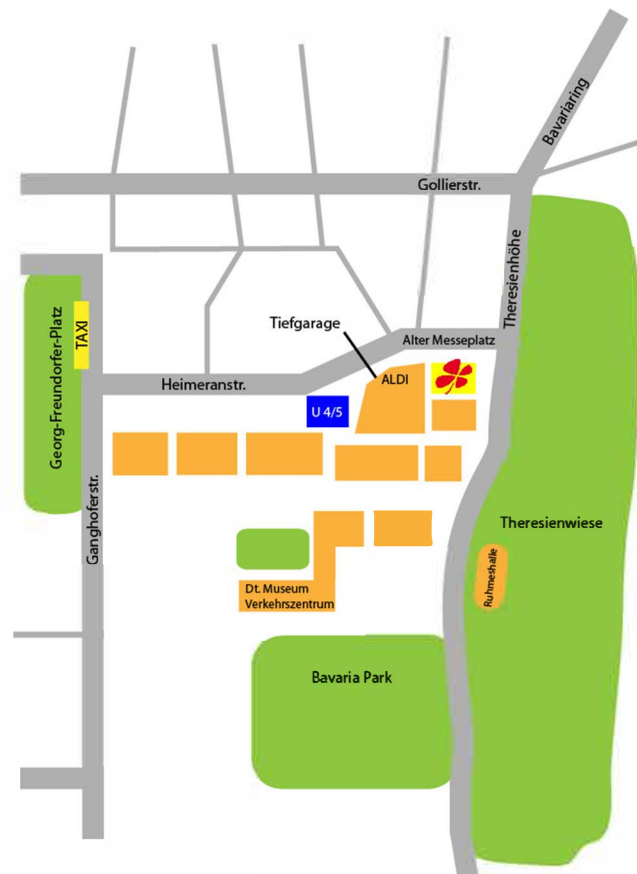 Bavariaring
Gollierstr.
Theresienhöhe
Tiefgarage
Alter Messeplatz
TAXI
Georg-Freundorfer-Platz
Heimeranstr.
ALDI
U 4/5
Ganghoferstr.
Theresienwiese
Ruhmeshalle
Dt. Museum
Verkehrszentrum
Bavaria Park